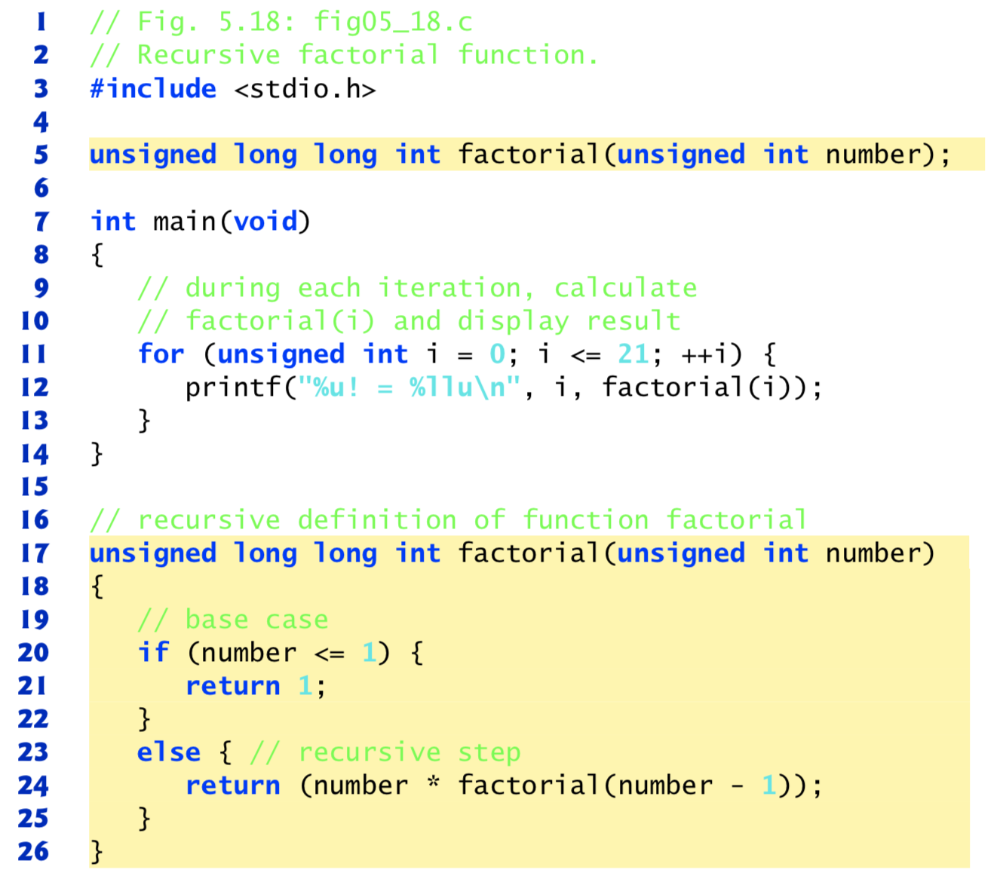 1 // Fig. 5.18: fig05_18.c
2 // Recursive factorial function.
3 #include <stdio.h>
4
5 unsigned long long int factorial(unsigned int number);
6
7 int main(void)
8 {
9    // during each iteration, calculate
10    // factorial(i) and display result
11    for (unsigned int i = 0; i <= 21; ++i) {
12       printf("%u! = %llu\n", i, factorial(i));
13    }
14 }
15
16 // recursive definition of function factorial
17 unsigned long long int factorial(unsigned int number)
18 {
19    // base case
20    if (number <= 1) {
21       return 1;
22    }
23    else { // recursive step
24       return (number * factorial(number - 1));
25    }
26 }